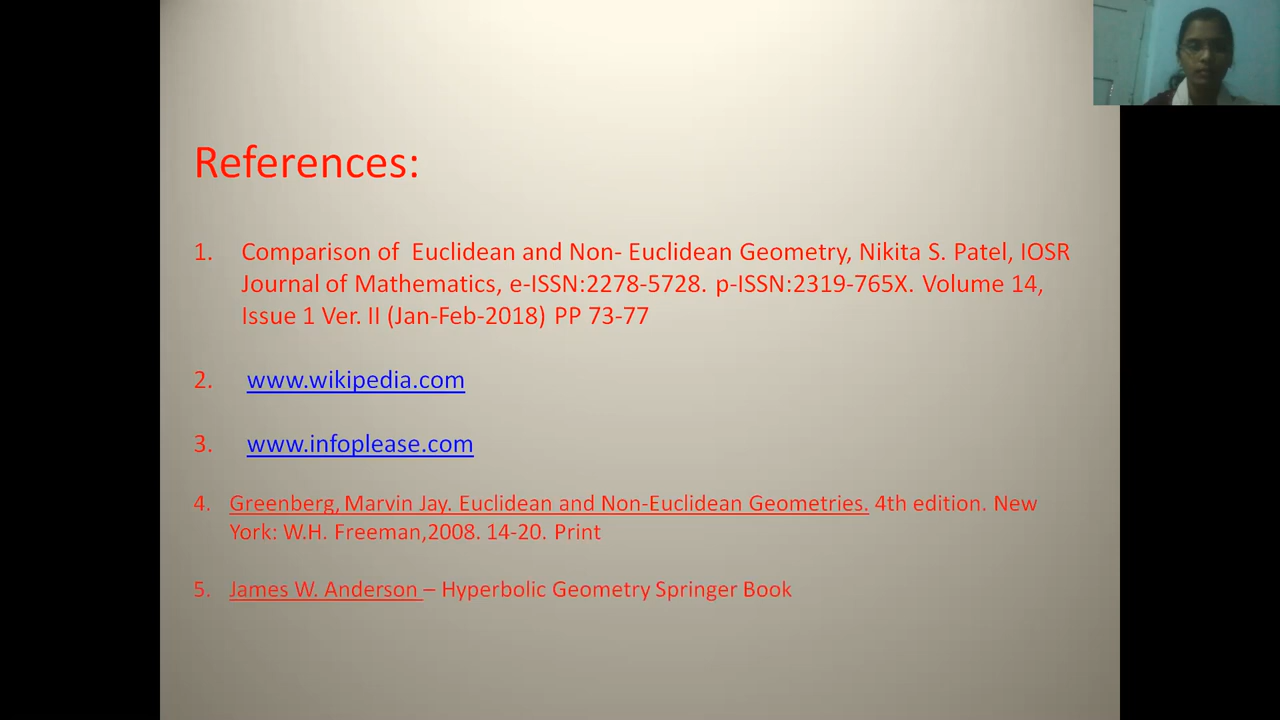 References:
1. Comparison of Euclidean and Non- Euclidean Geometry, Nikita S. Patel, IOSR
Journal of Mathematics, e-ISSN:2278-5728. p-ISSN:2319-765X. Volume 14,
Issue 1 Ver. II (Jan-Feb-2018) PP 73-77
2. www.wikipedia.com
3. www.infoplease.com
4. Greenberg, Marvin Jay. Euclidean and Non-Euclidean Geometries. 4th edition. New
York: W.H. Freeman,2008. 14-20. Print
5. James W. Anderson – Hyperbolic Geometry Springer Book